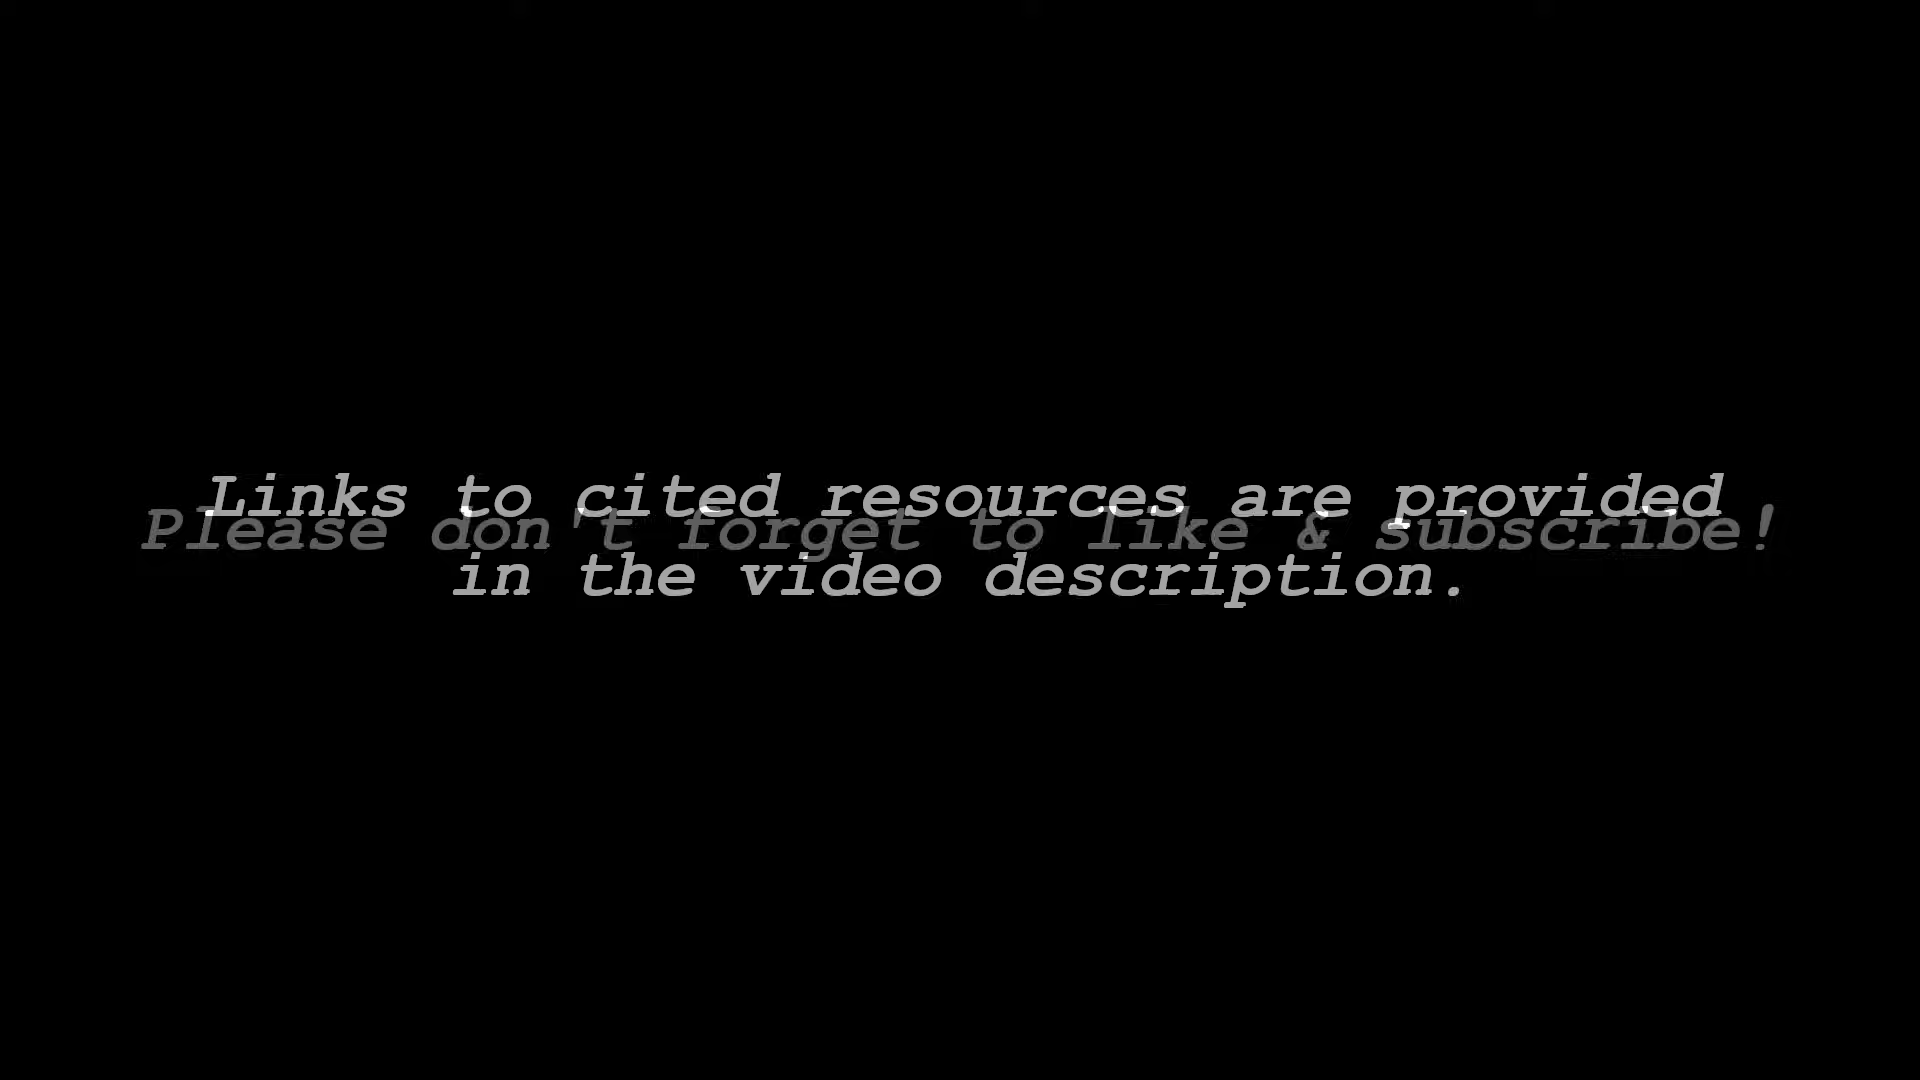 Links to cited resources are provided
Please don't forget to like & subscribe!
in the video description.